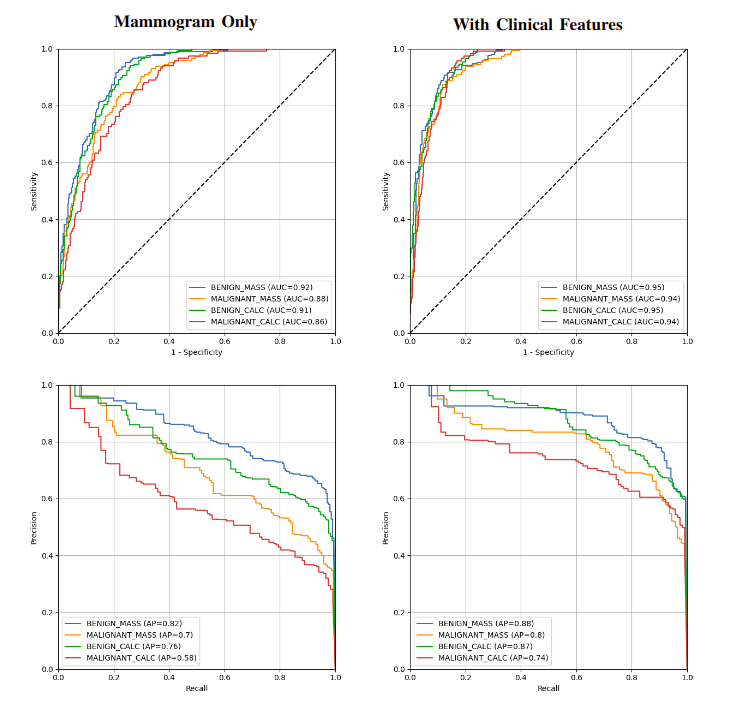 Mammogram Only
With Clinical Features
1.0
0.8
0.6
0.4
0.2
0.0
Sensitivity
0.0
0.2
0.4
0.6
0.8
1.0
1 - Specificity
BENIGN_MASS (AUC=0.92)
MALIGNANT_MASS (AUC=0.88)
BENIGN_CALC (AUC=0.91)
MALIGNANT_CALC (AUC=0.86)
1.0
0.8
0.6
0.4
0.2
0.0
Sensitivity
0.0
0.2
0.4
0.6
0.8
1.0
1 - Specificity
BENIGN_MASS (AUC=0.95)
MALIGNANT_MASS (AUC=0.94)
BENIGN_CALC (AUC=0.95)
MALIGNANT_CALC (AUC=0.94)
1.0
0.8
0.6
0.4
0.2
0.0
Precision
0.0
0.2
0.4
0.6
0.8
1.0
Recall
BENIGN_MASS (AP=0.82)
MALIGNANT_MASS (AP=0.7)
BENIGN_CALC (AP=0.76)
MALIGNANT_CALC (AP=0.58)
1.0
0.8
0.6
0.4
0.2
0.0
Precision
0.0
0.2
0.4
0.6
0.8
1.0
Recall
BENIGN_MASS (AP=0.88)
MALIGNANT_MASS (AP=0.8)
BENIGN_CALC (AP=0.87)
MALIGNANT_CALC (AP=0.74)